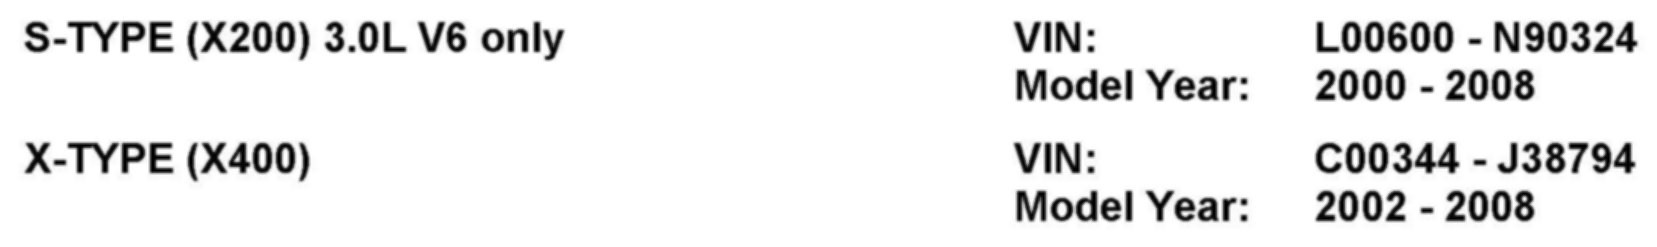 S-TYPE (X200) 3.0L V6 only VIN: L00600 - N90324
Model Year: 2000 - 2008
X-TYPE (X400) VIN: C00344 - J38794
Model Year: 2002 - 2008